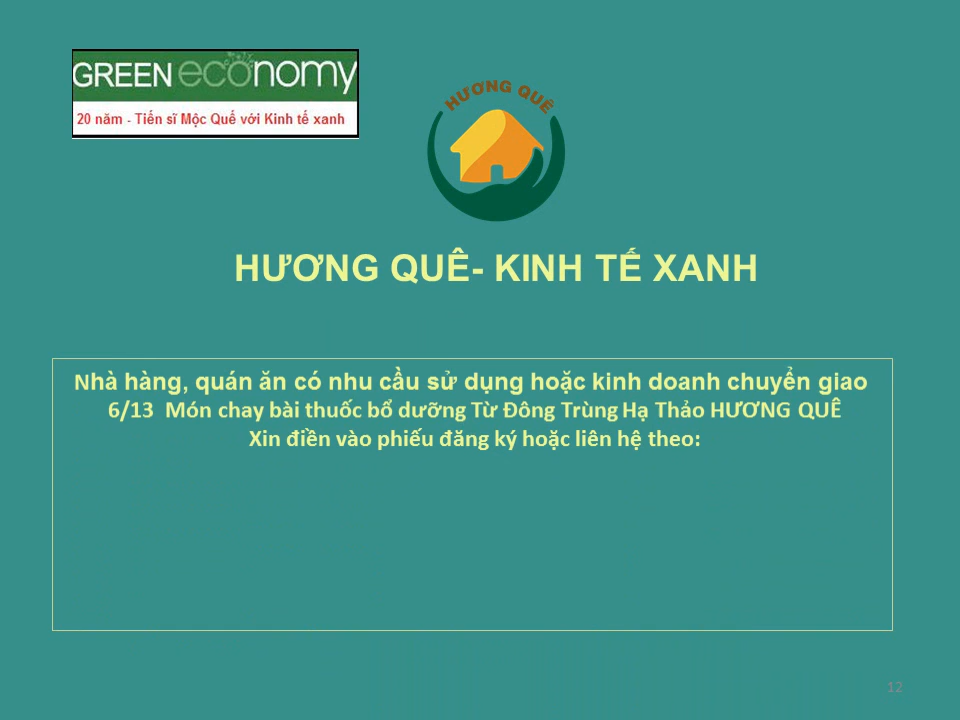 GREEN economy
20 năm - Tiến sĩ Mộc Quế với Kinh tế xanh
HƯƠNG QUÊ
HƯƠNG QUÊ- KINH TẾ XANH
Nhà hàng, quán ăn có nhu cầu sử dụng hoặc kinh doanh chuyển giao
6/13 Món chay bài thuốc bổ dưỡng Từ Đông Trùng Hạ Thảo HƯƠNG QUÊ
Xin điền vào phiếu đăng ký hoặc liên hệ theo:
12